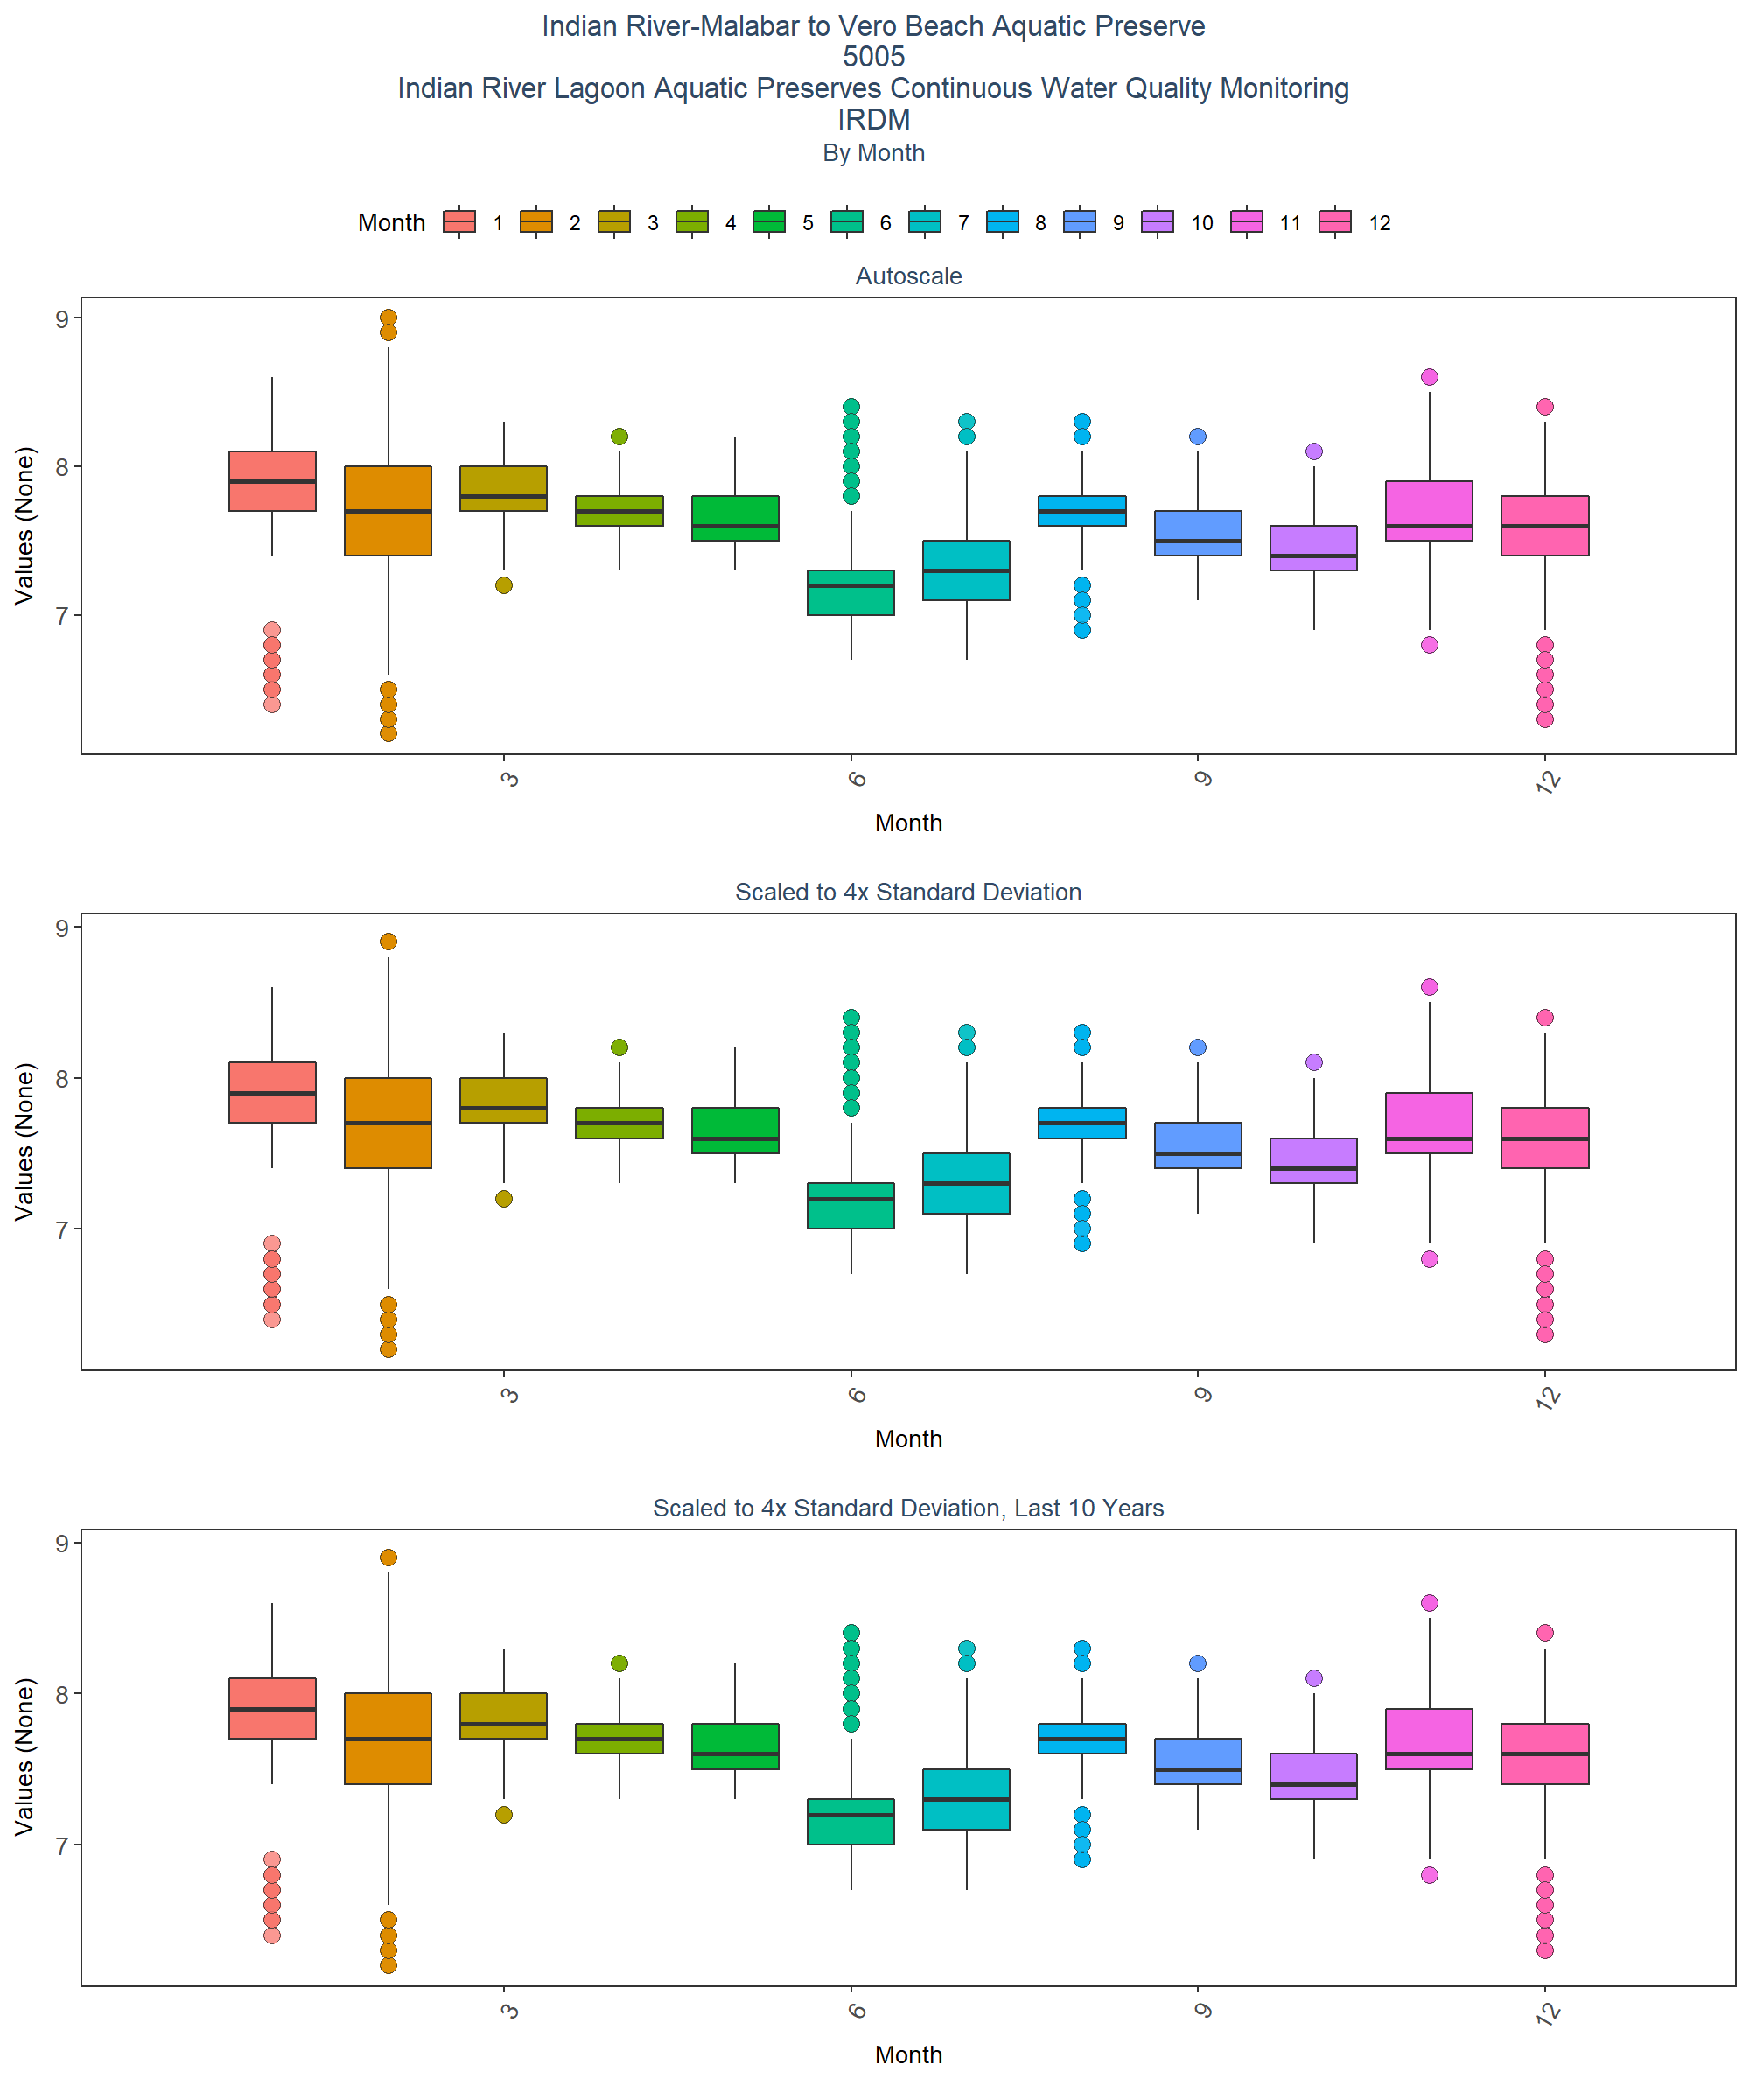 Indian River-Malabar to Vero Beach Aquatic Preserve
5005
Indian River Lagoon Aquatic Preserves Continuous Water Quality Monitoring
IRDM
By Month
Month 1 2 3 4 5 6 7 8 9 10 11 12
Autoscale
Values (None)
9
8
7
3 6 9 12
Month
Scaled to 4x Standard Deviation
Values (None)
9
8
7
3 6 9 12
Month
Scaled to 4x Standard Deviation, Last 10 Years
Values (None)
9
8
7
3 6 9 12
Month